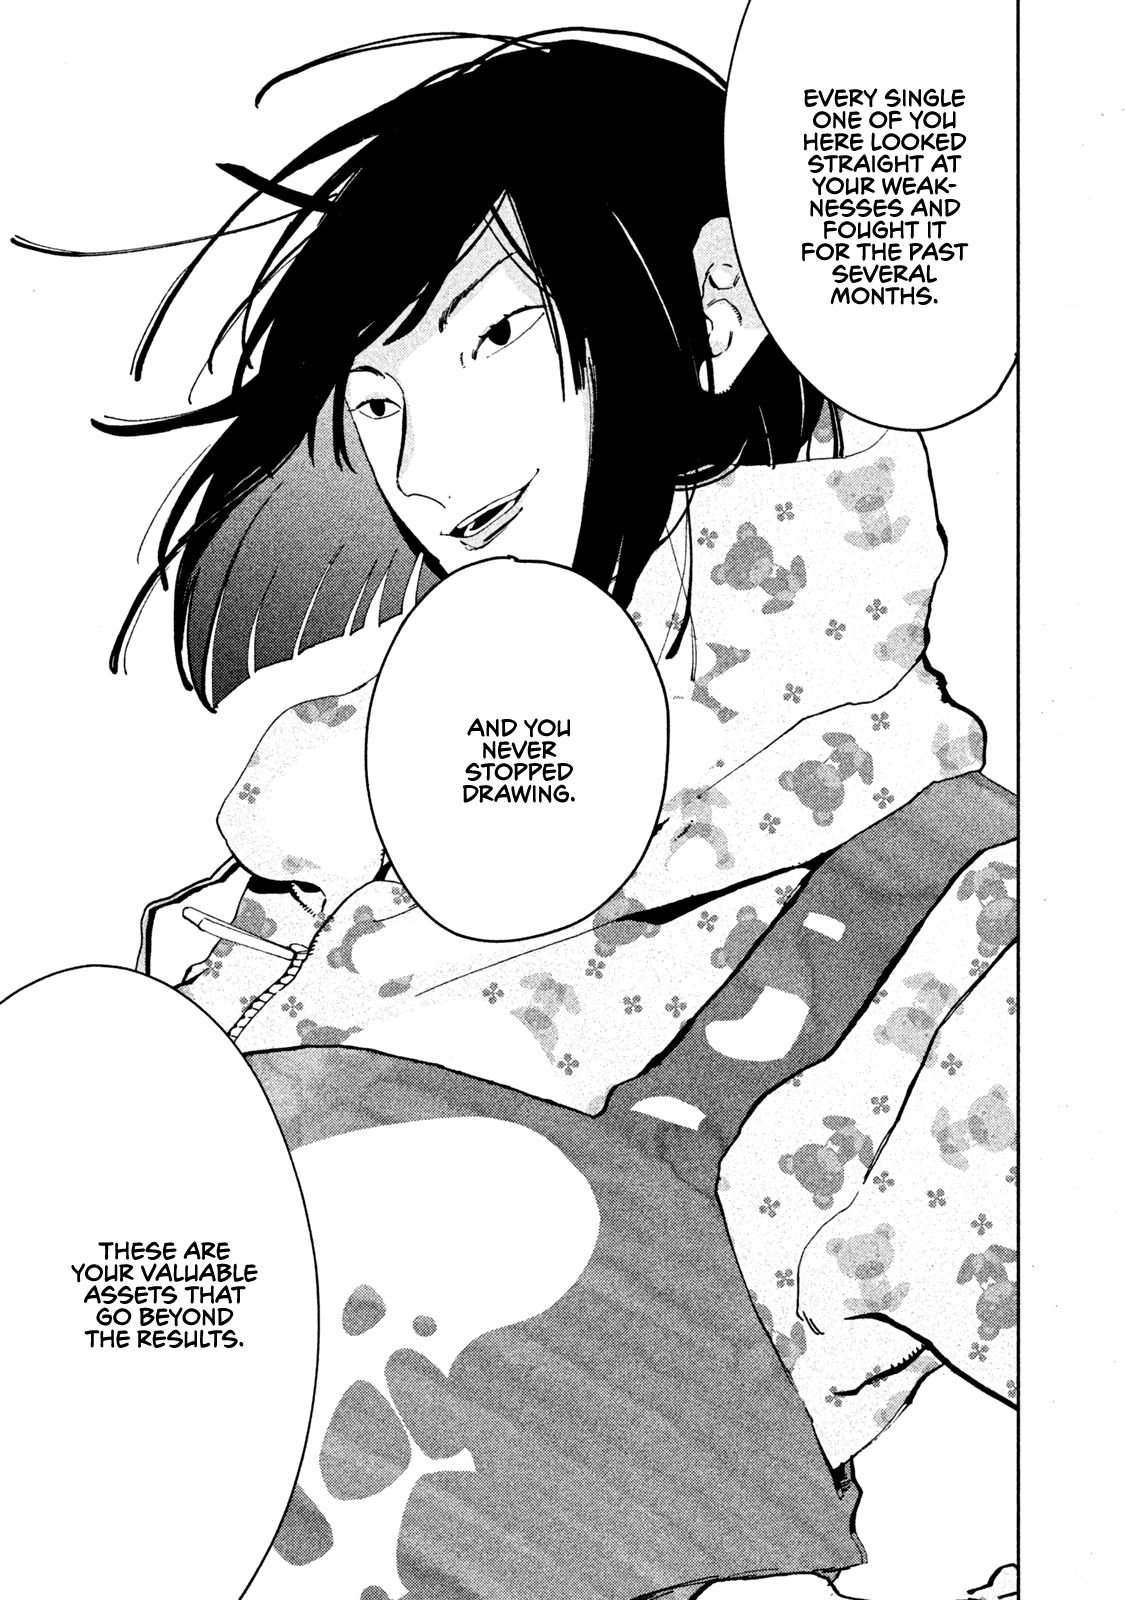 EVERY SINGLE
ONE OF YOU
HERE LOOKED
STRAIGHT AT
YOUR WEAK-
NESSES AND
FOUGHT IT
FOR THE PAST
SEVERAL
MONTHS.
AND YOU
NEVER
STOPPED
DRAWING.
THESE ARE
YOUR VALUABLE
ASSETS THAT
GO BEYOND
THE RESULTS.